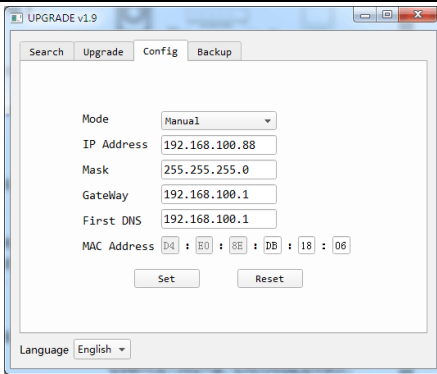 UPGRADE v1.9
Search Upgrade Config Backup
Mode Manual
IP Address 192.168.100.88
Mask 255.255.255.0
GateWay 192.168.100.1
First DNS 192.168.100.1
MAC Address D4 : E0 : 8E : DB : 18 : 06
Set Reset
Language English